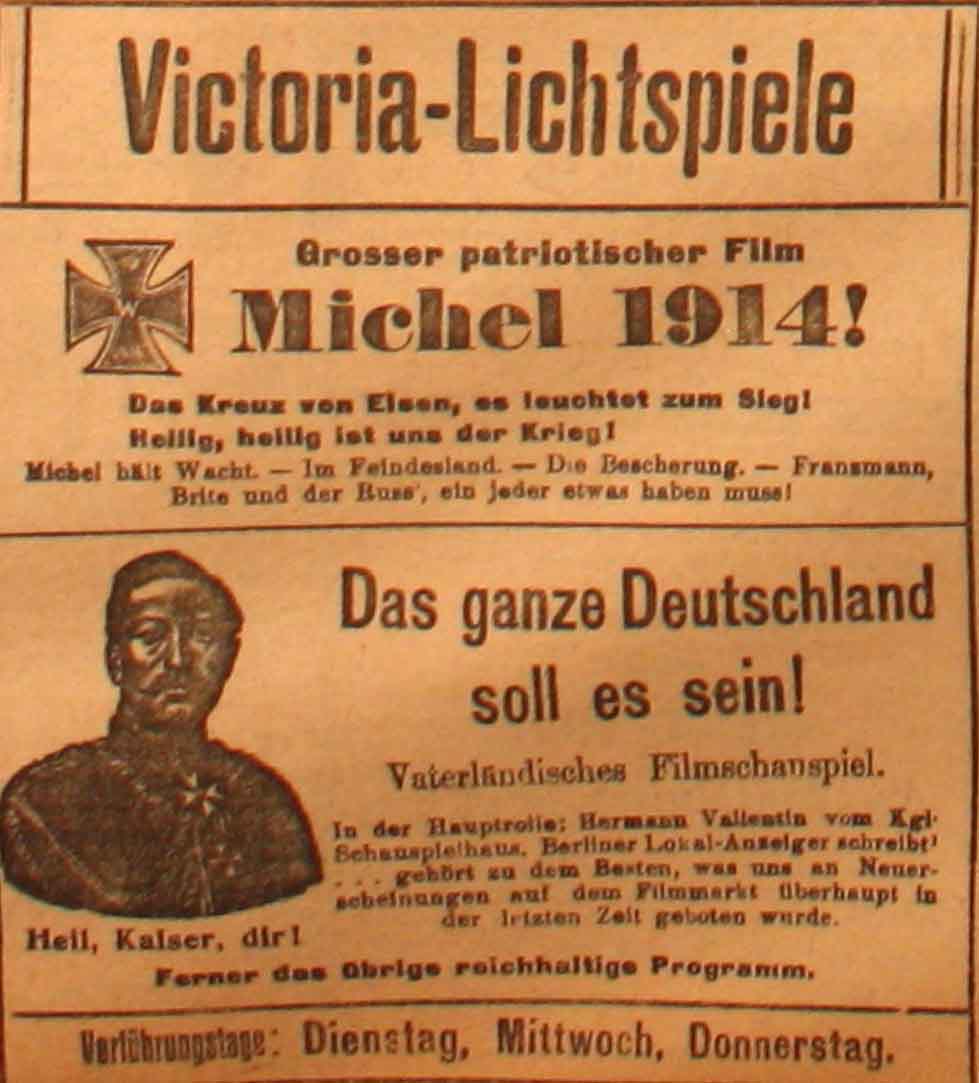 Victoria-Lichtspiele
Grosser patriotischer Film
W
Michel 1914!
Das Kreuz von Eisen, es leuchtet zum Sieg!
Heilig, heilig ist uns der Krieg!
Michel hält Wacht. — Im Feindesland. — Die Bescherung. — Fransmann,
Brite und der Russ', ein jeder etwas haben muss!
Das ganze Deutschland
soll es sein!
Vaterländisches Filmschauspiel.
In der Hauptrolle: Hermann Vallentin vom Kgl.
Schauspielhaus. Berliner Lokal-Anzeiger schreibt:
. . . gehört zu dem Besten, was uns an Neuer-
scheinungen auf dem Filmmarkt überhaupt in
der letzten Zeit geboten wurde.
Heil, Kaiser, dir!
Ferner das übrige reichhaltige Programm.
Vorführungstage: Dienstag, Mittwoch, Donnerstag.